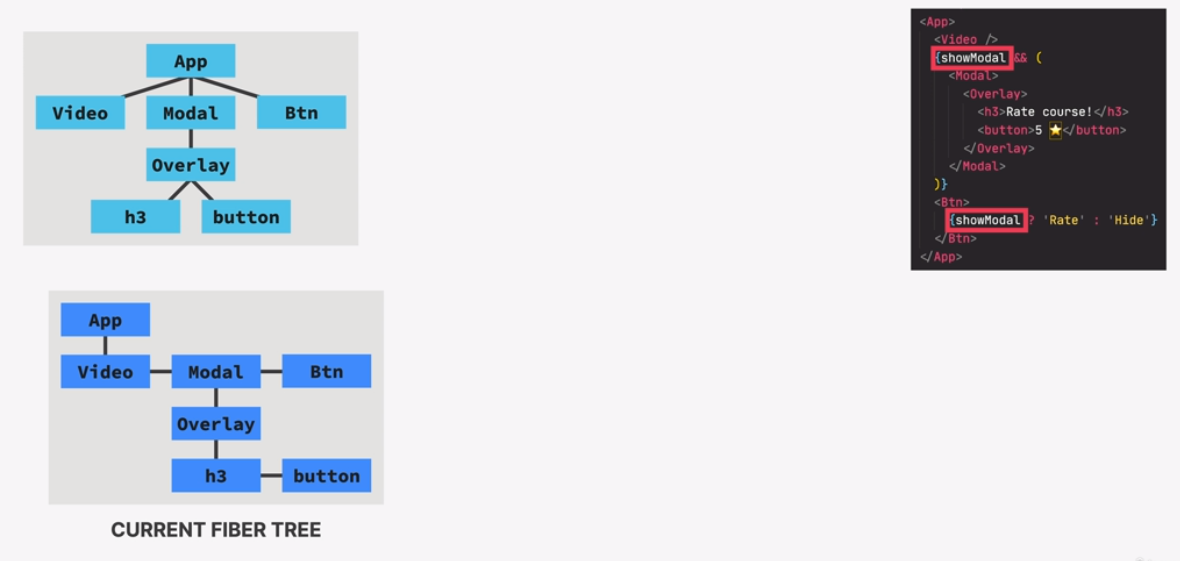 App
Video Modal Btn
Overlay
h3 button
App
Video Modal Btn
Overlay
h3 button
CURRENT FIBER TREE
<App>
<Video />
{showModal && (
<Modal>
<Overlay>
<h3>Rate course!</h3>
<button>5 ⭐</button>
</Overlay>
</Modal>
)}
<Btn>
{showModal ? 'Rate' : 'Hide'}
</Btn>
</App>